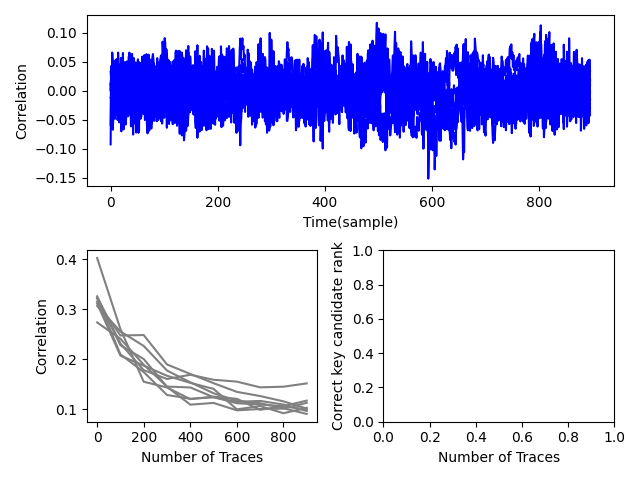 0.10
0.05
0.00
−0.05
−0.10
−0.15
Correlation
0 200 400 600 800
Time(sample)
0.4
0.3
0.2
0.1
Correlation
0 200 400 600 800
Number of Traces
1.0
0.8
0.6
0.4
0.2
0.0
Correct key candidate rank
0.0 0.2 0.4 0.6 0.8 1.0
Number of Traces